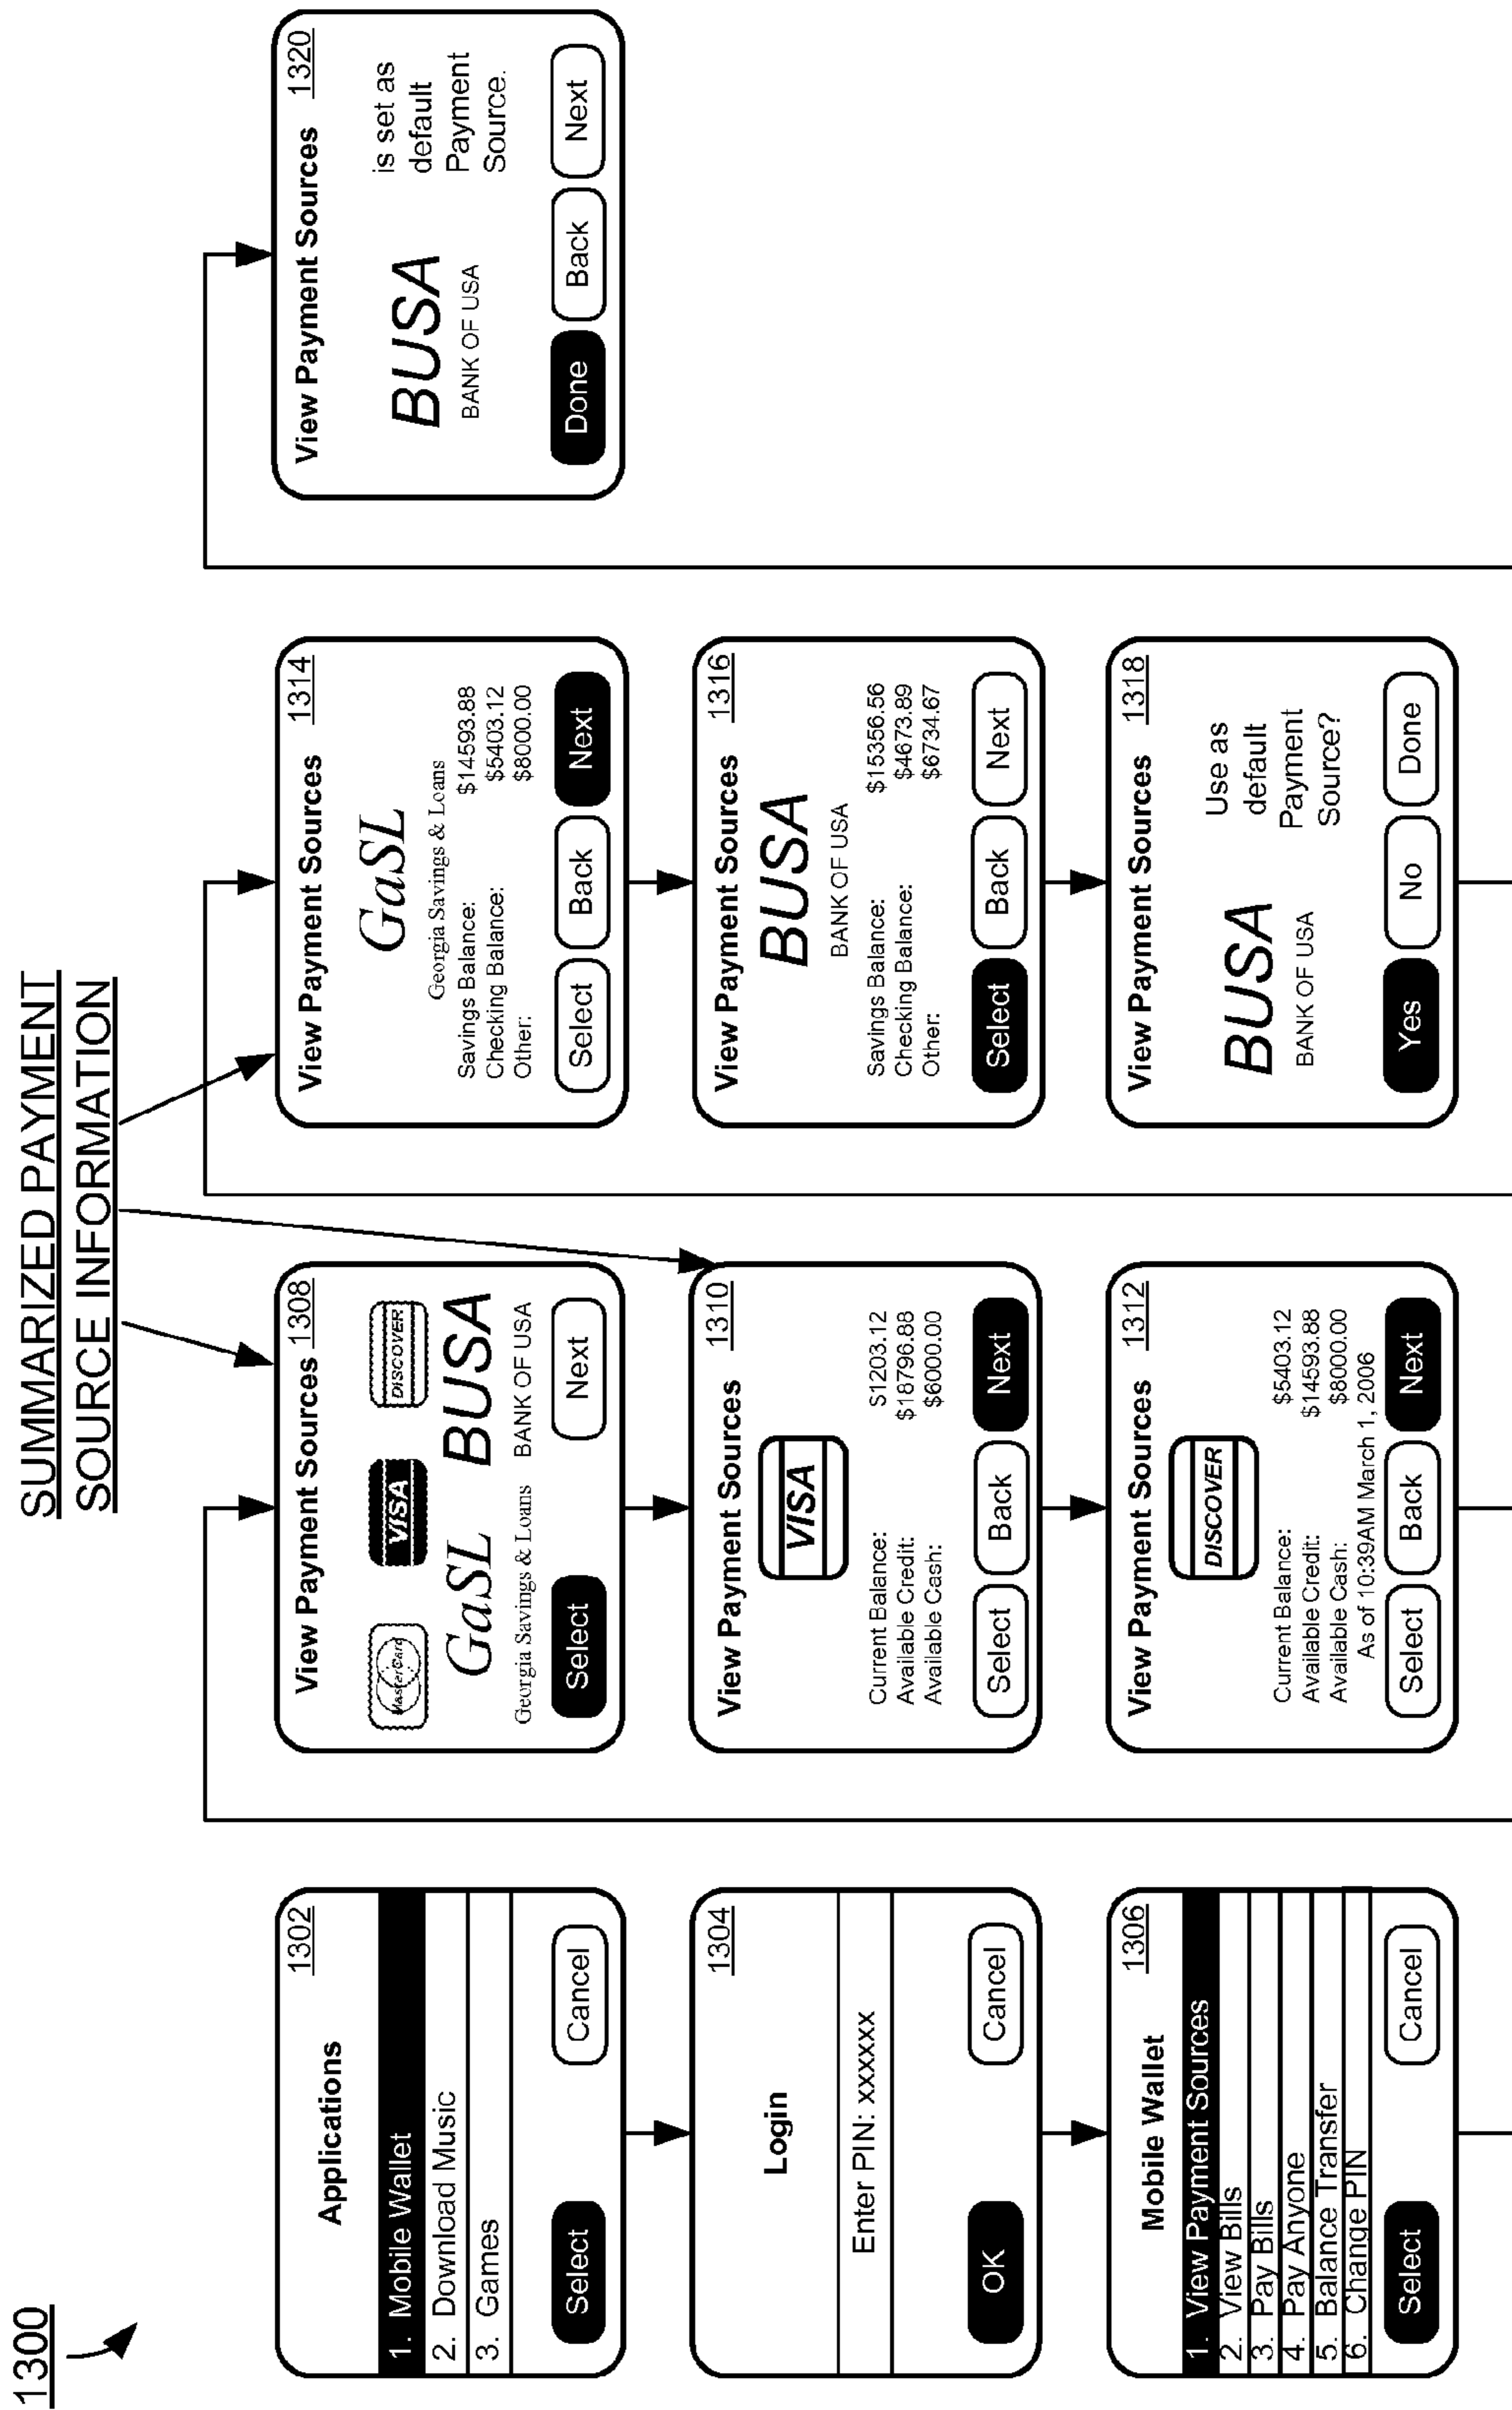 1300
SUMMARIZED PAYMENT
SOURCE INFORMATION
Applications 1302
1. Mobile Wallet
2. Download Music
3. Games
Select Cancel
Login 1304
Enter PIN: xxxxxx
OK Cancel
Mobile Wallet 1306
1. View Payment Sources
2. View Bills
3. Pay Bills
4. Pay Anyone
5. Balance Transfer
6. Change PIN
Select Cancel
View Payment Sources 1308
MasterCard VISA DISCOVER
GaSL BUSA
Georgia Savings & Loans BANK OF USA
Select Next
View Payment Sources 1310
VISA
Current Balance: $1203.12
Available Credit: $18796.88
Available Cash: $6000.00
Select Back Next
View Payment Sources 1312
DISCOVER
Current Balance: $5403.12
Available Credit: $14593.88
Available Cash: $8000.00
As of 10:39AM March 1, 2006
Select Back Next
View Payment Sources 1314
GaSL
Georgia Savings & Loans
Savings Balance: $14593.88
Checking Balance: $5403.12
Other: $8000.00
Select Back Next
View Payment Sources 1316
BUSA
BANK OF USA
Savings Balance: $15356.56
Checking Balance: $4673.89
Other: $6734.67
Select Back Next
View Payment Sources 1318
BUSA
BANK OF USA
Use as
default
Payment
Source?
Yes No Done
View Payment Sources 1320
BUSA
BANK OF USA
is set as
default
Payment
Source.
Done Back Next